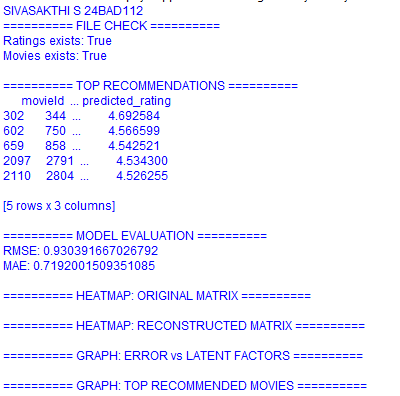 SIVASAKTHI S 24BAD112
========== FILE CHECK ==========
Ratings exists: True
Movies exists: True
========== TOP RECOMMENDATIONS ==========
movieId ... predicted_rating
302 344 ... 4.692584
602 750 ... 4.566599
659 858 ... 4.542521
2097 2791 ... 4.534300
2110 2804 ... 4.526255
[5 rows x 3 columns]
========== MODEL EVALUATION ==========
RMSE: 0.930391667026792
MAE: 0.7192001509351085
========== HEATMAP: ORIGINAL MATRIX ==========
========== HEATMAP: RECONSTRUCTED MATRIX ==========
========== GRAPH: ERROR vs LATENT FACTORS ==========
========== GRAPH: TOP RECOMMENDED MOVIES ==========